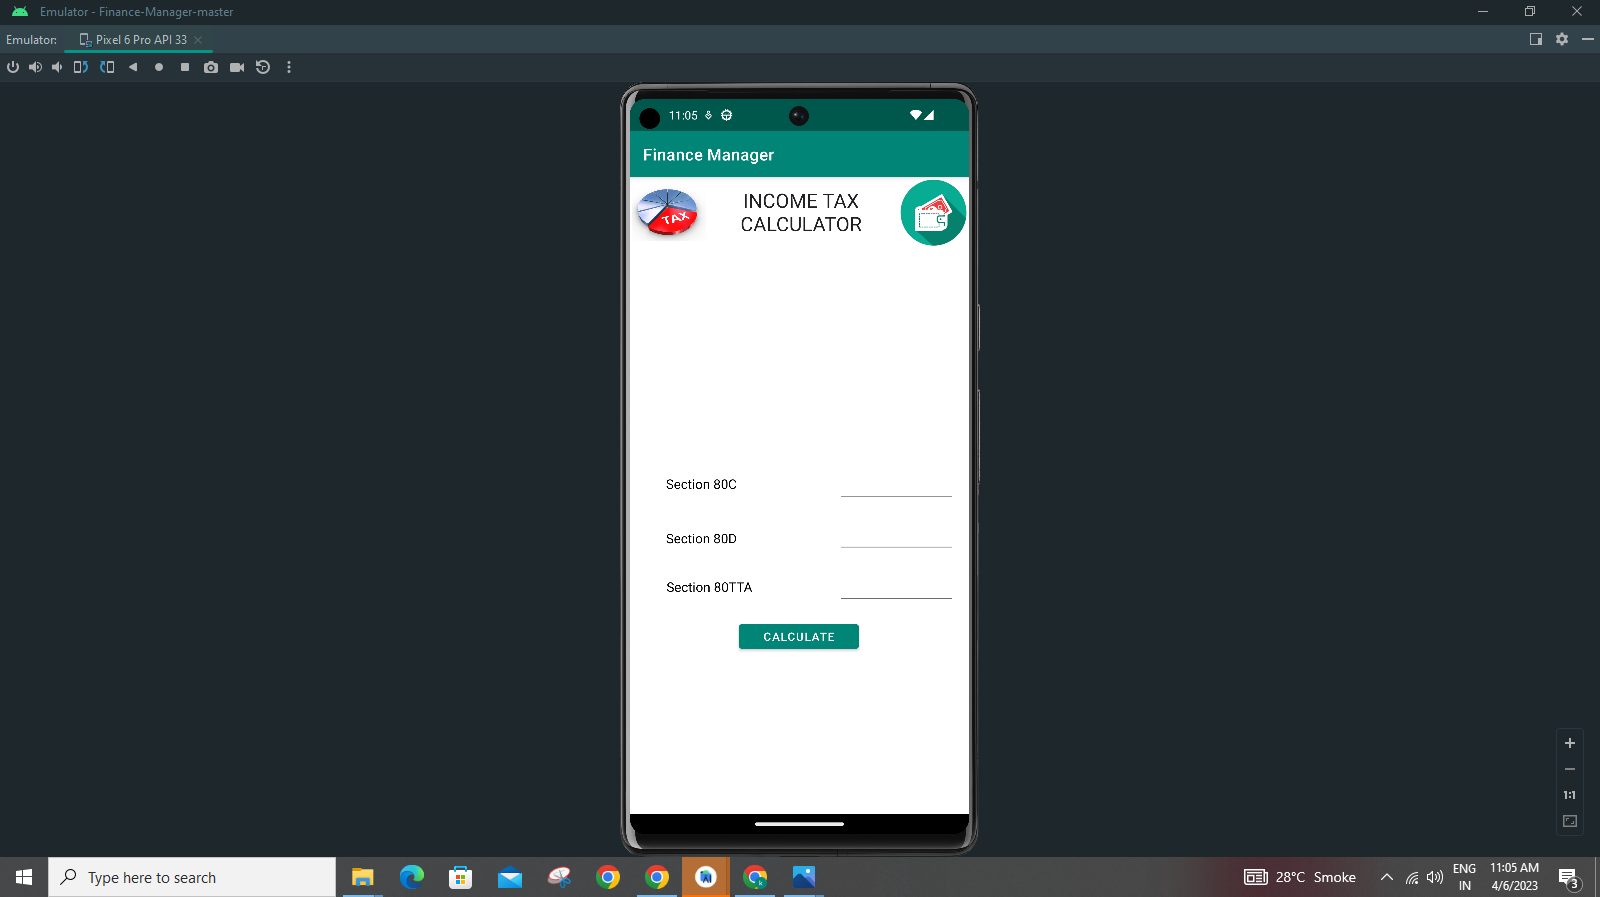 Emulator - Finance-Manager-master
Emulator: Pixel 6 Pro API 33
11:05
Finance Manager
TAX
INCOME TAX
CALCULATOR
Section 80C
Section 80D
Section 80TTA
CALCULATE
1:1
Type here to search
28°C Smoke
ENG
IN
11:05 AM
4/6/2023
3